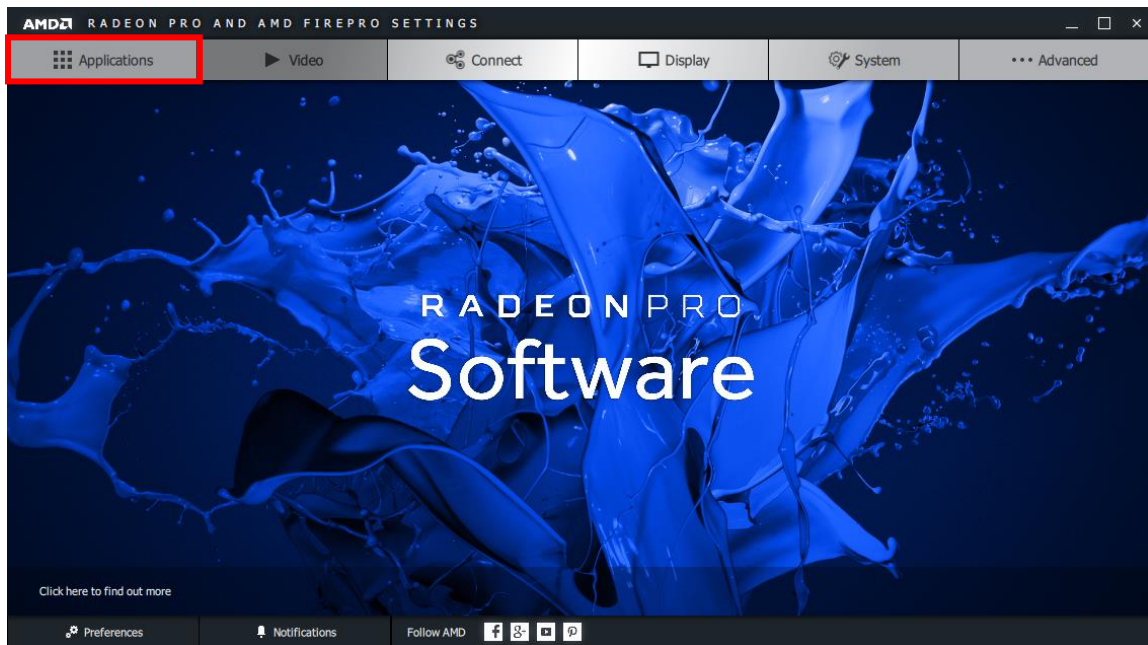 AMD RADEON PRO AND AMD FIREPRO SETTINGS
Applications Video Connect Display System Advanced
RADEON PRO
Software
Click here to find out more
Preferences Notifications Follow AMD